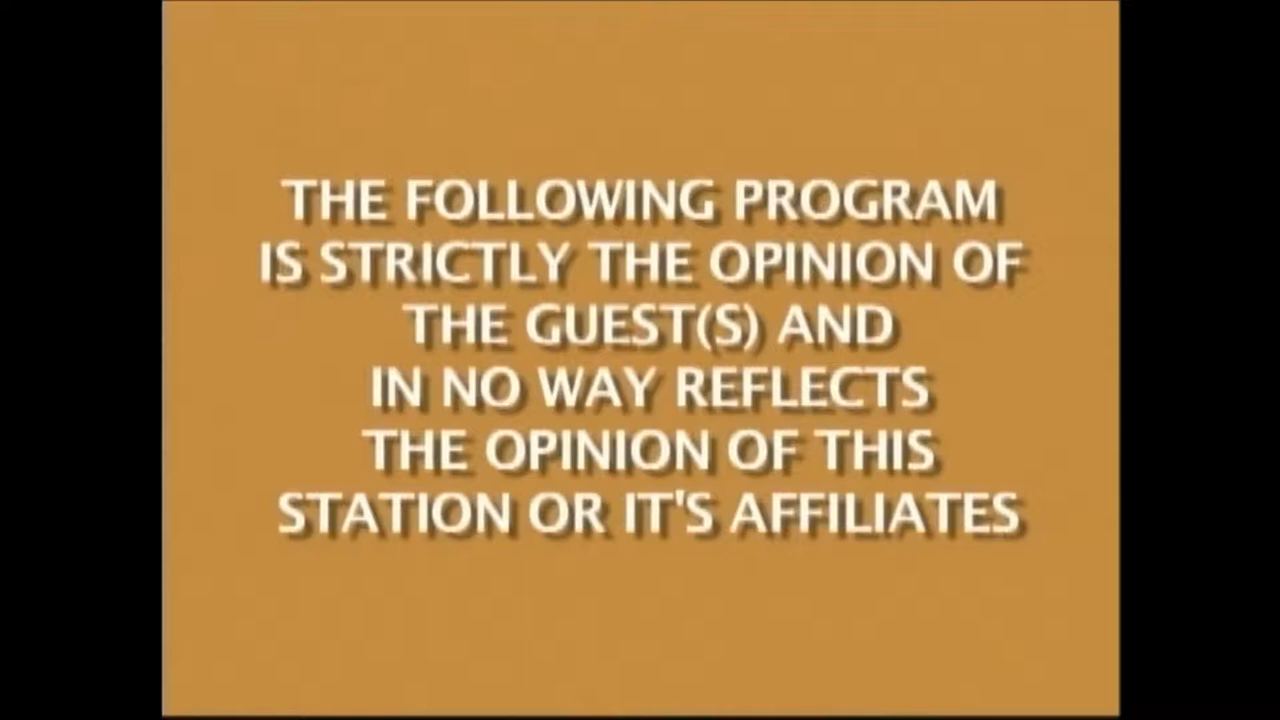 THE FOLLOWING PROGRAM
IS STRICTLY THE OPINION OF
THE GUEST(S) AND
IN NO WAY REFLECTS
THE OPINION OF THIS
STATION OR IT'S AFFILIATES